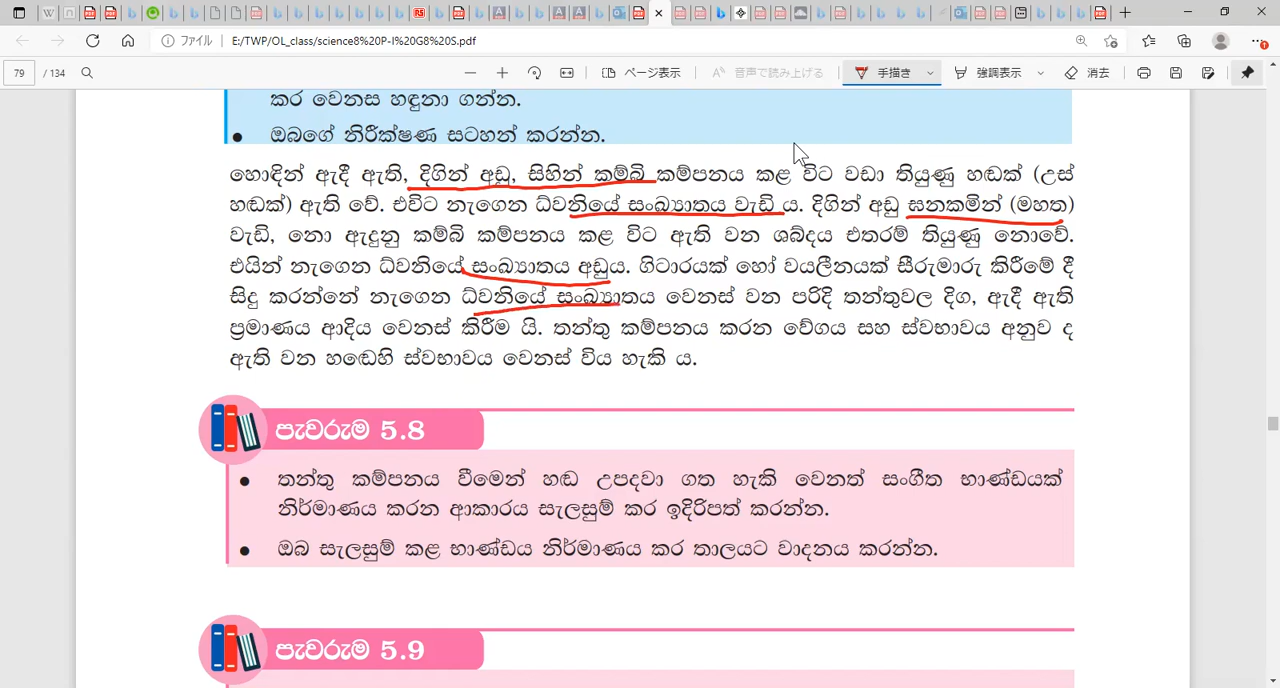 ファイル E:/TWP/OL_class/science8%20P-I%20G8%20S.pdf
79 / 134 ページ表示 音声で読み上げる 手描き 強調表示 消去
කර වෙනස හඳුනා ගන්න.
● ඔබගේ නිරීක්ෂණ සටහන් කරන්න.
හොඳින් ඇදී ඇති, දිගින් අඩු, සිහින් කම්බි කම්පනය කළ විට වඩා තියුණු හඬක් (උස්
හඬක්) ඇති වේ. එවිට නැගෙන ධ්වනියේ සංඛ්‍යාතය වැඩි ය. දිගින් අඩු ඝනකමින් (මහත)
වැඩි, නො ඇදුනු කම්බි කම්පනය කළ විට ඇති වන ශබ්දය එතරම් තියුණු නොවේ.
එයින් නැගෙන ධ්වනියේ සංඛ්‍යාතය අඩුය. ගිටාරයක් හෝ වයලීනයක් සීරුමාරු කිරීමේ දී
සිදු කරන්නේ නැගෙන ධ්වනියේ සංඛ්‍යාතය වෙනස් වන පරිදි තන්තුවල දිග, ඇදී ඇති
ප්‍රමාණය ආදිය වෙනස් කිරීම යි. තන්තු කම්පනය කරන වේගය සහ ස්වභාවය අනුව ද
ඇති වන හඬෙහි ස්වභාවය වෙනස් විය හැකි ය.
පැවරුම 5.8
● තන්තු කම්පනය වීමෙන් හඬ උපදවා ගත හැකි වෙනත් සංගීත භාණ්ඩයක්
නිර්මාණය කරන ආකාරය සැලසුම් කර ඉදිරිපත් කරන්න.
● ඔබ සැලසුම් කළ භාණ්ඩය නිර්මාණය කර තාලයට වාදනය කරන්න.
පැවරුම 5.9